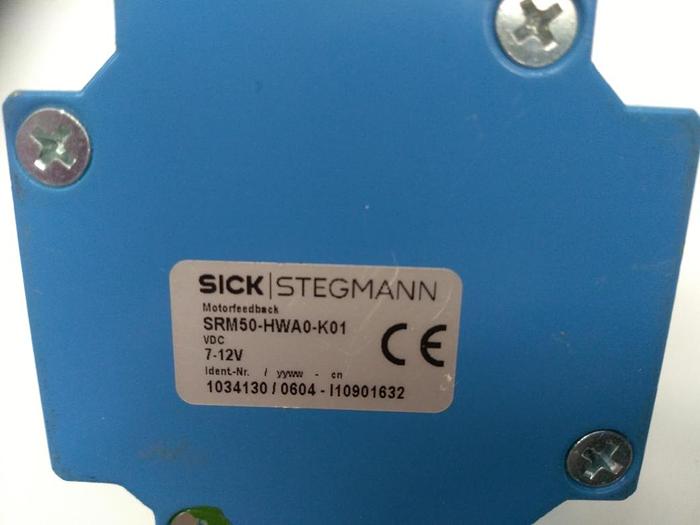 SICK|STEGMANN
Motorfeedback
SRM50-HWA0-K01
VDC
7-12V
CE
Ident.-Nr. / yyww - cn
1034130 / 0604 - I10901632